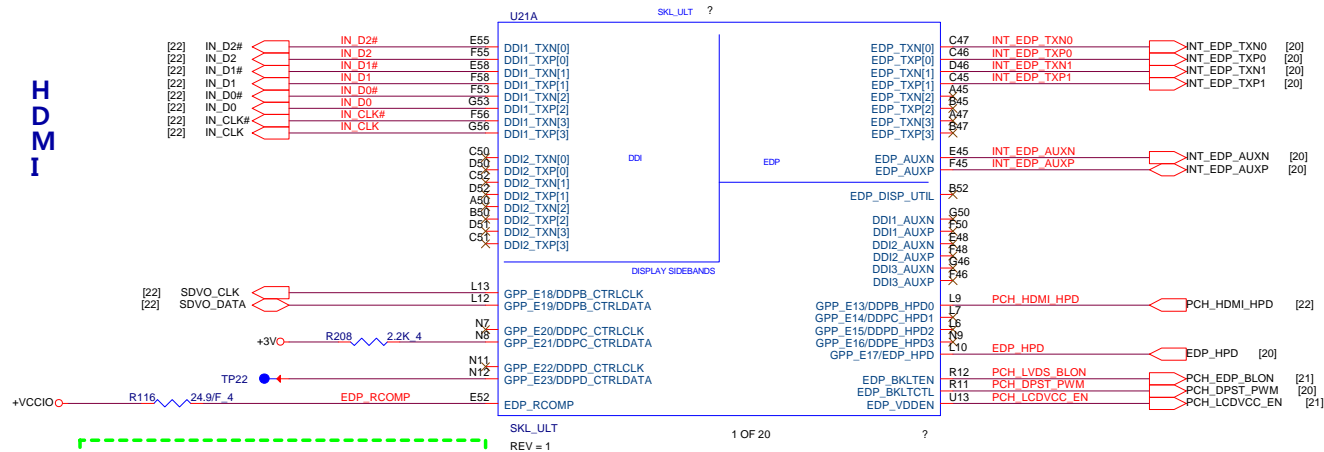 U21A
SKL_ULT ?
HDMI
[22] IN_D2# IN_D2# E55 DDI1_TXN[0]
[22] IN_D2 IN_D2 F55 DDI1_TXP[0]
[22] IN_D1# IN_D1# E58 DDI1_TXN[1]
[22] IN_D1 IN_D1 F58 DDI1_TXP[1]
[22] IN_D0# IN_D0# F53 DDI1_TXN[2]
[22] IN_D0 IN_D0 G53 DDI1_TXP[2]
[22] IN_CLK# IN_CLK# F56 DDI1_TXN[3]
[22] IN_CLK IN_CLK G56 DDI1_TXP[3]
C50 DDI2_TXN[0]
D50 DDI2_TXP[0]
C52 DDI2_TXN[1]
D52 DDI2_TXP[1]
A50 DDI2_TXN[2]
B50 DDI2_TXP[2]
D51 DDI2_TXN[3]
C51 DDI2_TXP[3]
DDI
EDP
DISPLAY SIDEBANDS
[22] SDVO_CLK L13 GPP_E18/DDPB_CTRLCLK
[22] SDVO_DATA L12 GPP_E19/DDPB_CTRLDATA
N7 GPP_E20/DDPC_CTRLCLK
+3V R208 2.2K_4 N8 GPP_E21/DDPC_CTRLDATA
N11 GPP_E22/DDPD_CTRLCLK
TP22 N12 GPP_E23/DDPD_CTRLDATA
+VCCIO R116 24.9/F_4 EDP_RCOMP E52 EDP_RCOMP
EDP_TXN[0] C47 INT_EDP_TXN0 INT_EDP_TXN0 [20]
EDP_TXP[0] C46 INT_EDP_TXP0 INT_EDP_TXP0 [20]
EDP_TXN[1] D46 INT_EDP_TXN1 INT_EDP_TXN1 [20]
EDP_TXP[1] C45 INT_EDP_TXP1 INT_EDP_TXP1 [20]
EDP_TXN[2] A45
EDP_TXP[2] B45
EDP_TXN[3] A47
EDP_TXP[3] B47
EDP_AUXN E45 INT_EDP_AUXN INT_EDP_AUXN [20]
EDP_AUXP F45 INT_EDP_AUXP INT_EDP_AUXP [20]
EDP_DISP_UTIL B52
DDI1_AUXN G50
DDI1_AUXP F50
DDI2_AUXN E48
DDI2_AUXP F48
DDI3_AUXN G46
DDI3_AUXP F46
GPP_E13/DDPB_HPD0 L9 PCH_HDMI_HPD PCH_HDMI_HPD [22]
GPP_E14/DDPC_HPD1 L7
GPP_E15/DDPD_HPD2 L6
GPP_E16/DDPE_HPD3 N9
GPP_E17/EDP_HPD L10 EDP_HPD EDP_HPD [20]
EDP_BKLTEN R12 PCH_LVDS_BLON PCH_EDP_BLON [21]
EDP_BKLTCTL R11 PCH_DPST_PWM PCH_DPST_PWM [20]
EDP_VDDEN U13 PCH_LCDVCC_EN PCH_LCDVCC_EN [21]
SKL_ULT
REV = 1
1 OF 20 ?